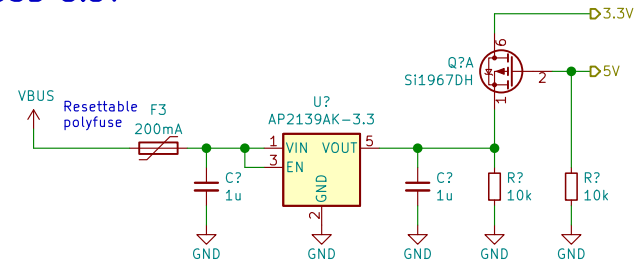 3.3V
6
Q?A
Si1967DH
2
5V
1
VBUS
Resettable
polyfuse
F3
200mA
U?
AP2139AK-3.3
1
VIN
VOUT
5
3
EN
GND
2
C?
1u
C?
1u
R?
10k
R?
10k
GND
GND
GND
GND
GND